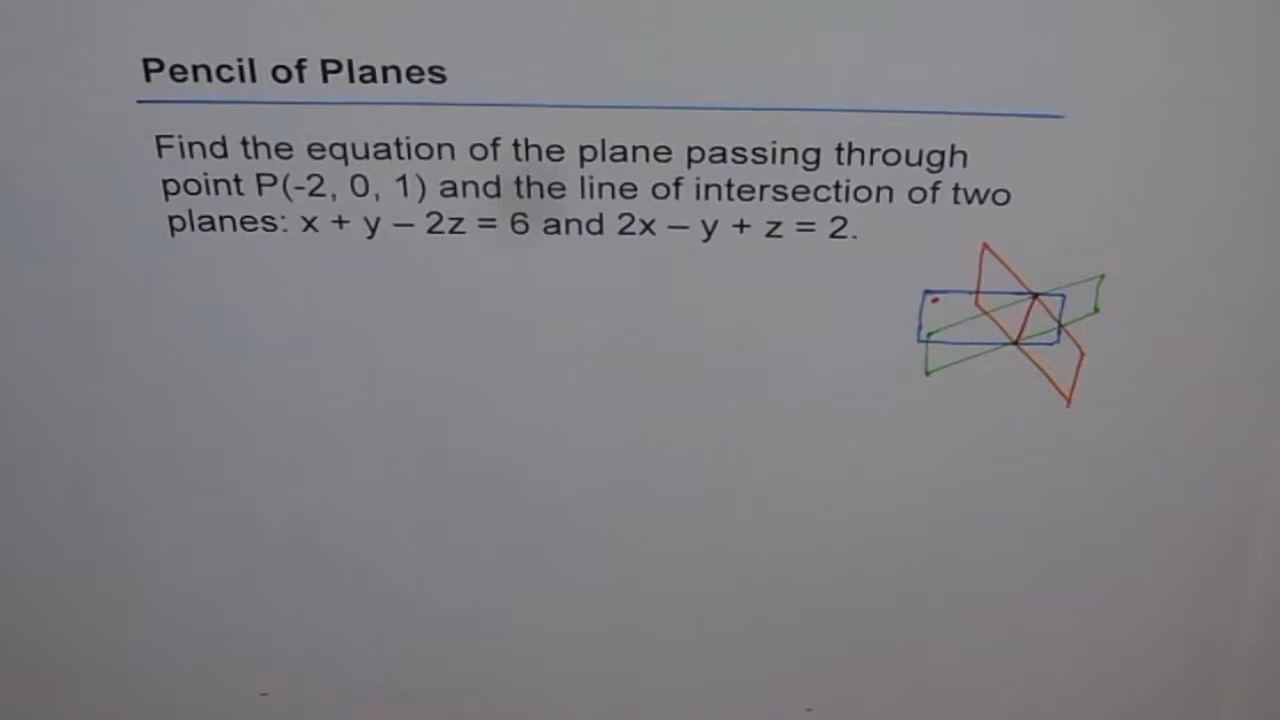 Pencil of Planes
Find the equation of the plane passing through
point P(-2, 0, 1) and the line of intersection of two
planes: x + y – 2z = 6 and 2x – y + z = 2.